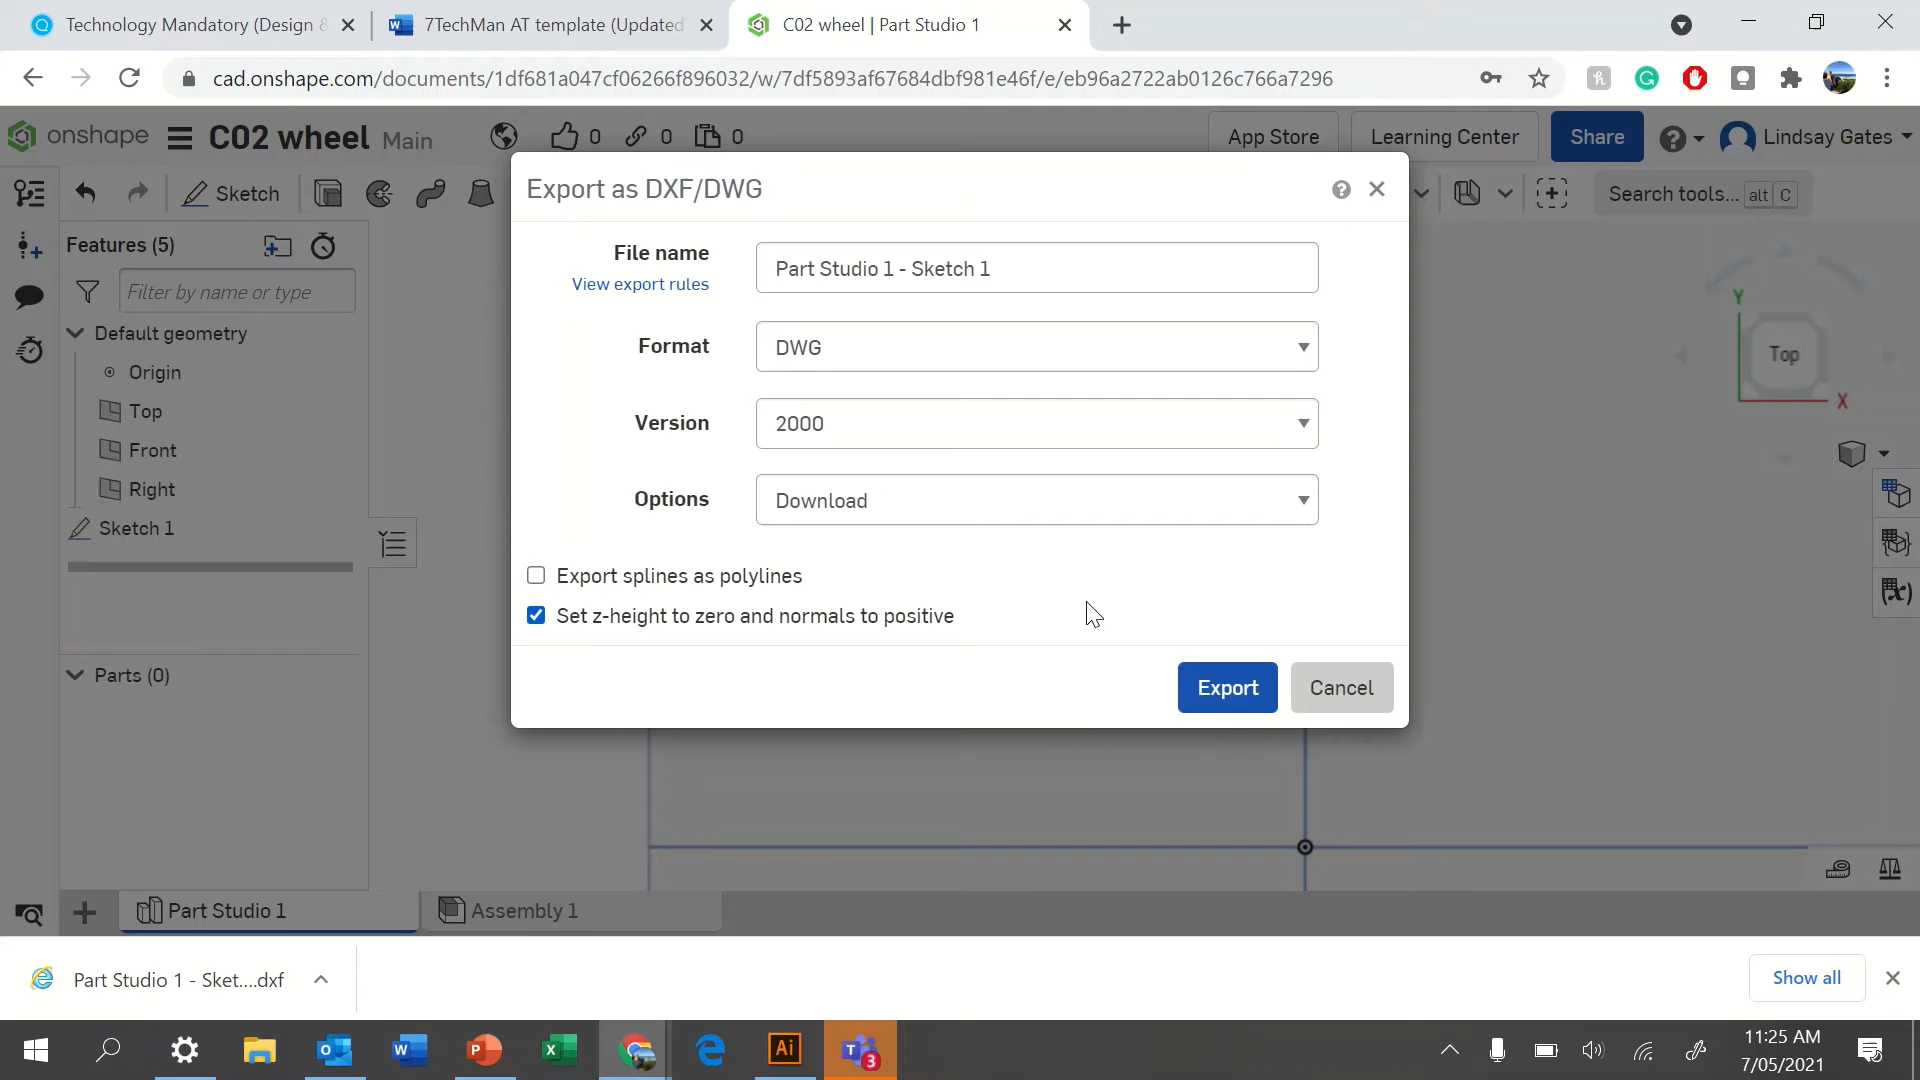 Technology Mandatory (Design &
7TechMan AT template (Updated
C02 wheel | Part Studio 1
cad.onshape.com/documents/1df681a047cf06266f896032/w/7df5893af67684dbf981e46f/e/eb96a2722ab0126c766a7296
onshape
C02 wheel Main
0
0
0
App Store
Learning Center
Share
Lindsay Gates
Sketch
Search tools... alt C
Export as DXF/DWG
Features (5)
Filter by name or type
Default geometry
Origin
Top
Front
Right
Sketch 1
Parts (0)
File name
View export rules
Part Studio 1 - Sketch 1
Format
DWG
Version
2000
Options
Download
Export splines as polylines
Set z-height to zero and normals to positive
Export
Cancel
Y
Top
X
(x)
Part Studio 1
Assembly 1
Part Studio 1 - Sket....dxf
Show all
Ai
3
11:25 AM
7/05/2021